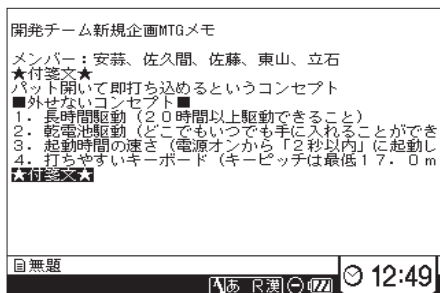 開発チーム新規企画MTGメモ
メンバー：安蒜、佐久間、佐藤、東山、立石
★付箋文★
パット開いて即打ち込めるというコンセプト
■外せないコンセプト■
1．長時間駆動（20時間以上駆動できること）
2．乾電池駆動（どこでもいつでも手に入れることができ
3．起動時間の速さ（電源オンから「2秒以内」に起動し
4．打ちやすいキーボード（キーピッチは最低17．0m
★付箋文★
無題
A あ R漢
12:49